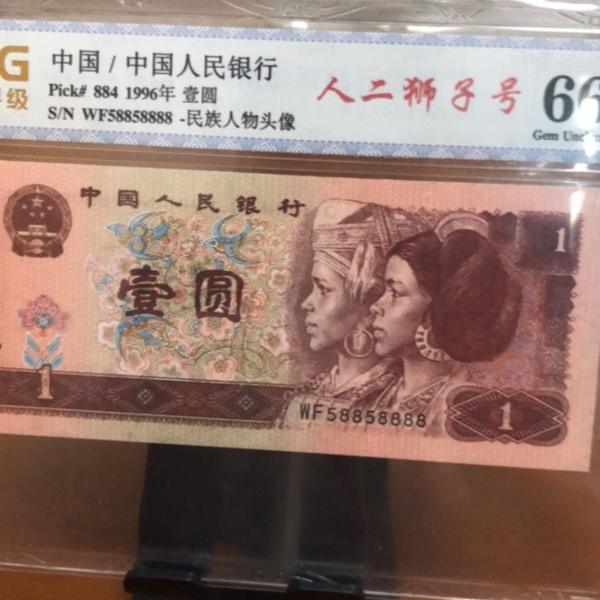 G
级
中国 / 中国人民银行
Pick# 884 1996年 壹圆
S/N WF58858888 -民族人物头像
人二狮子号
66
Gem Unc
中国人民银行
壹圆
1
1
WF58858888
1